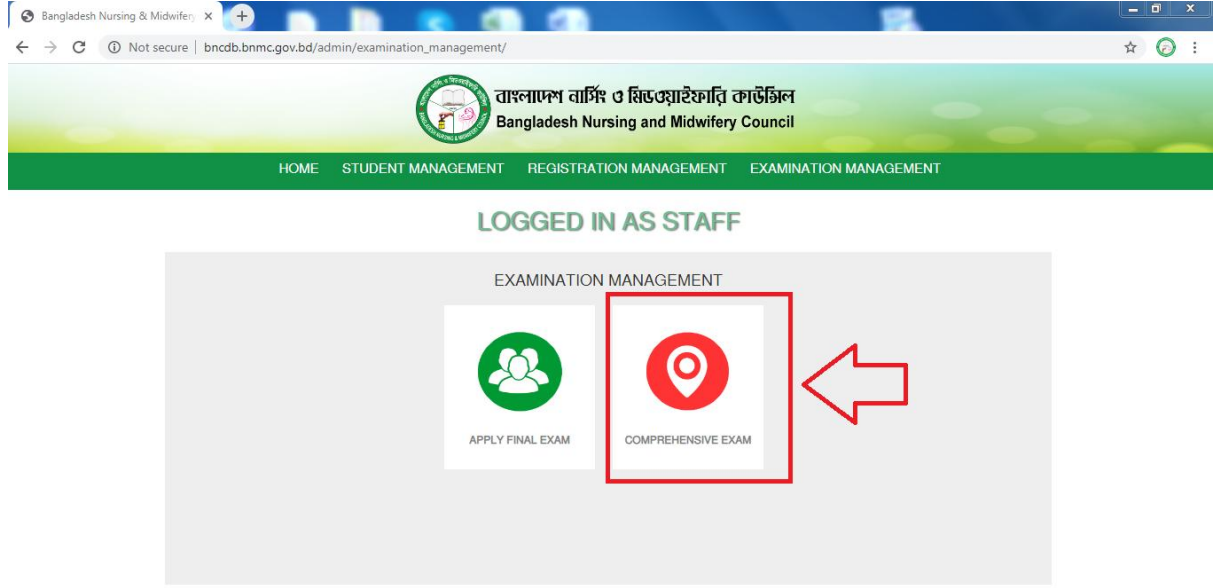 Bangladesh Nursing & Midwifery
Not secure | bncdb.bnmc.gov.bd/admin/examination_management/
বাংলাদেশ নার্সিং ও মিডওয়াইফারি কাউন্সিল
Bangladesh Nursing and Midwifery Council
HOME STUDENT MANAGEMENT REGISTRATION MANAGEMENT EXAMINATION MANAGEMENT
LOGGED IN AS STAFF
EXAMINATION MANAGEMENT
APPLY FINAL EXAM COMPREHENSIVE EXAM